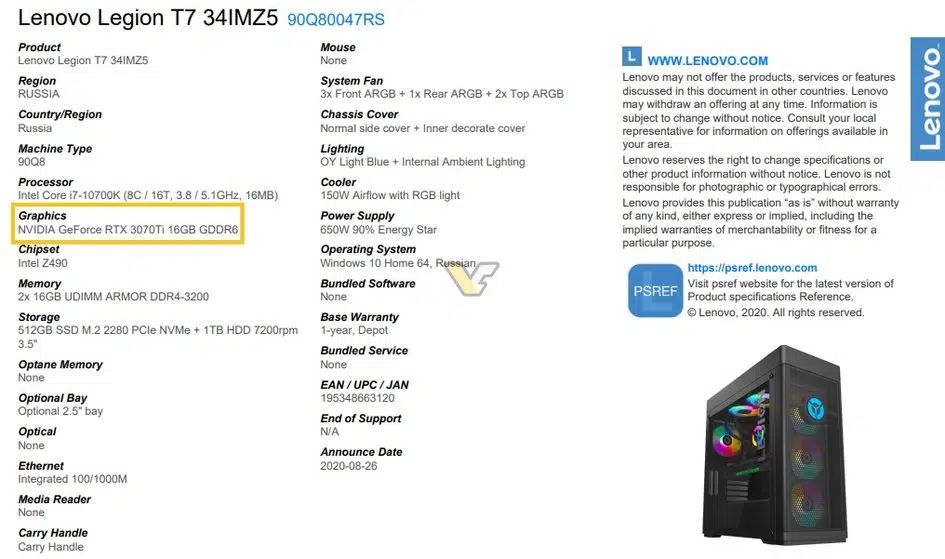 Lenovo Legion T7 34IMZ5 90Q80047RS
Product
Lenovo Legion T7 34IMZ5
Region
RUSSIA
Country/Region
Russia
Machine Type
90Q8
Processor
Intel Core i7-10700K (8C / 16T, 3.8 / 5.1GHz, 16MB)
Graphics
NVIDIA GeForce RTX 3070Ti 16GB GDDR6
Chipset
Intel Z490
Memory
2x 16GB UDIMM ARMOR DDR4-3200
Storage
512GB SSD M.2 2280 PCIe NVMe + 1TB HDD 7200rpm
3.5"
Optane Memory
None
Optional Bay
Optional 2.5" bay
Optical
None
Ethernet
Integrated 100/1000M
Media Reader
None
Carry Handle
Carry Handle
Mouse
None
System Fan
3x Front ARGB + 1x Rear ARGB + 2x Top ARGB
Chassis Cover
Normal side cover + Inner decorate cover
Lighting
OY Light Blue + Internal Ambient Lighting
Cooler
150W Airflow with RGB light
Power Supply
650W 90% Energy Star
Operating System
Windows 10 Home 64, Russian
Bundled Software
None
Base Warranty
1-year, Depot
Bundled Service
None
EAN / UPC / JAN
195348663120
End of Support
N/A
Announce Date
2020-08-26
L WWW.LENOVO.COM
Lenovo may not offer the products, services or features
discussed in this document in other countries. Lenovo
may withdraw an offering at any time. Information is
subject to change without notice. Consult your local
representative for information on offerings available in
your area.
Lenovo reserves the right to change specifications or
other product information without notice. Lenovo is not
responsible for photographic or typographical errors.
Lenovo provides this publication “as is” without warranty
of any kind, either express or implied, including the
implied warranties of merchantability or fitness for a
particular purpose.
L
PSREF
https://psref.lenovo.com
Visit psref website for the latest version of
Product specifications Reference.
© Lenovo, 2020. All rights reserved.
Lenovo
VF